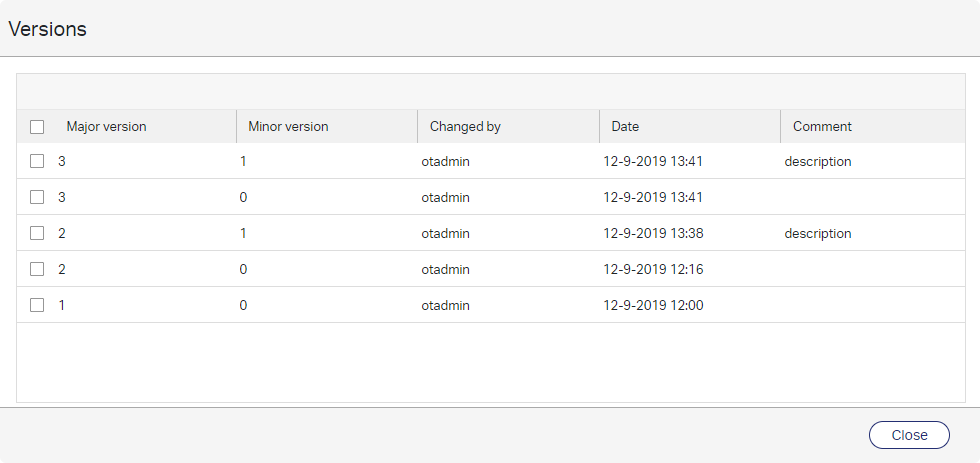 Versions
Major version Minor version Changed by Date Comment
3 1 otadmin 12-9-2019 13:41 description
3 0 otadmin 12-9-2019 13:41
2 1 otadmin 12-9-2019 13:38 description
2 0 otadmin 12-9-2019 12:16
1 0 otadmin 12-9-2019 12:00
Close